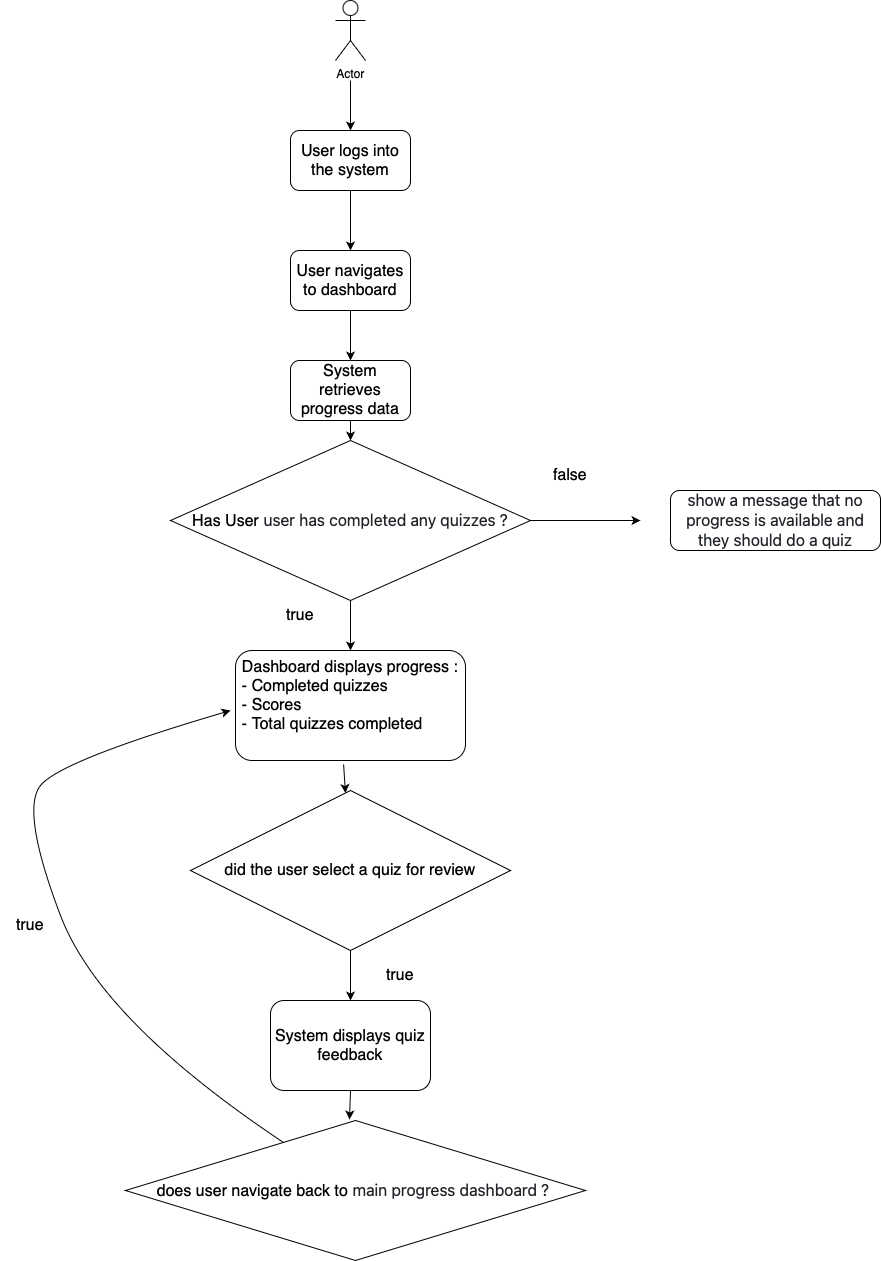 Actor
User logs into
the system
User navigates
to dashboard
System
retrieves
progress data
false
Has User user has completed any quizzes ?
show a message that no
progress is available and
they should do a quiz
true
Dashboard displays progress :
- Completed quizzes
- Scores
- Total quizzes completed
did the user select a quiz for review
true
true
System displays quiz
feedback
does user navigate back to main progress dashboard ?